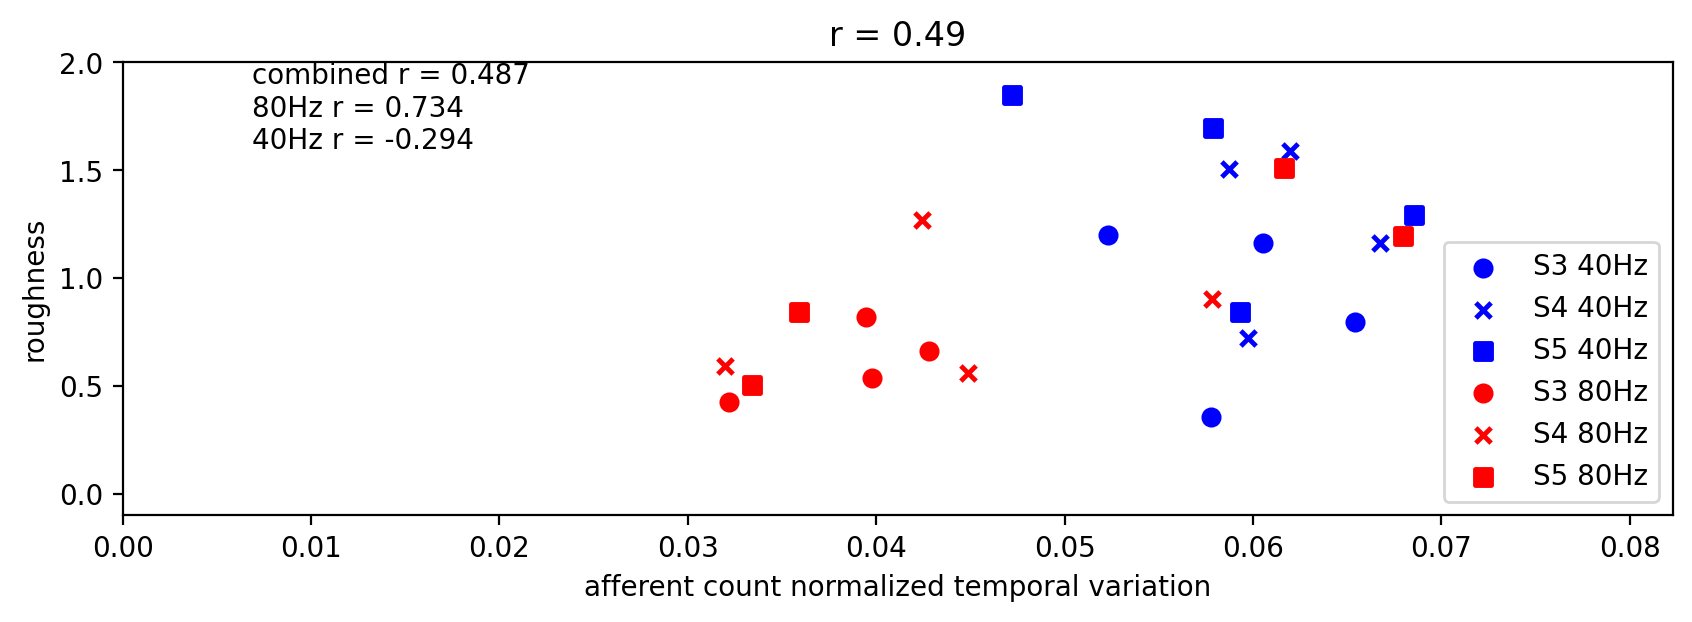 r = 0.49
combined r = 0.487
80Hz r = 0.734
40Hz r = -0.294
2.0
1.5
1.0
0.5
0.0
roughness
S3 40Hz
S4 40Hz
S5 40Hz
S3 80Hz
S4 80Hz
S5 80Hz
0.00 0.01 0.02 0.03 0.04 0.05 0.06 0.07 0.08
afferent count normalized temporal variation